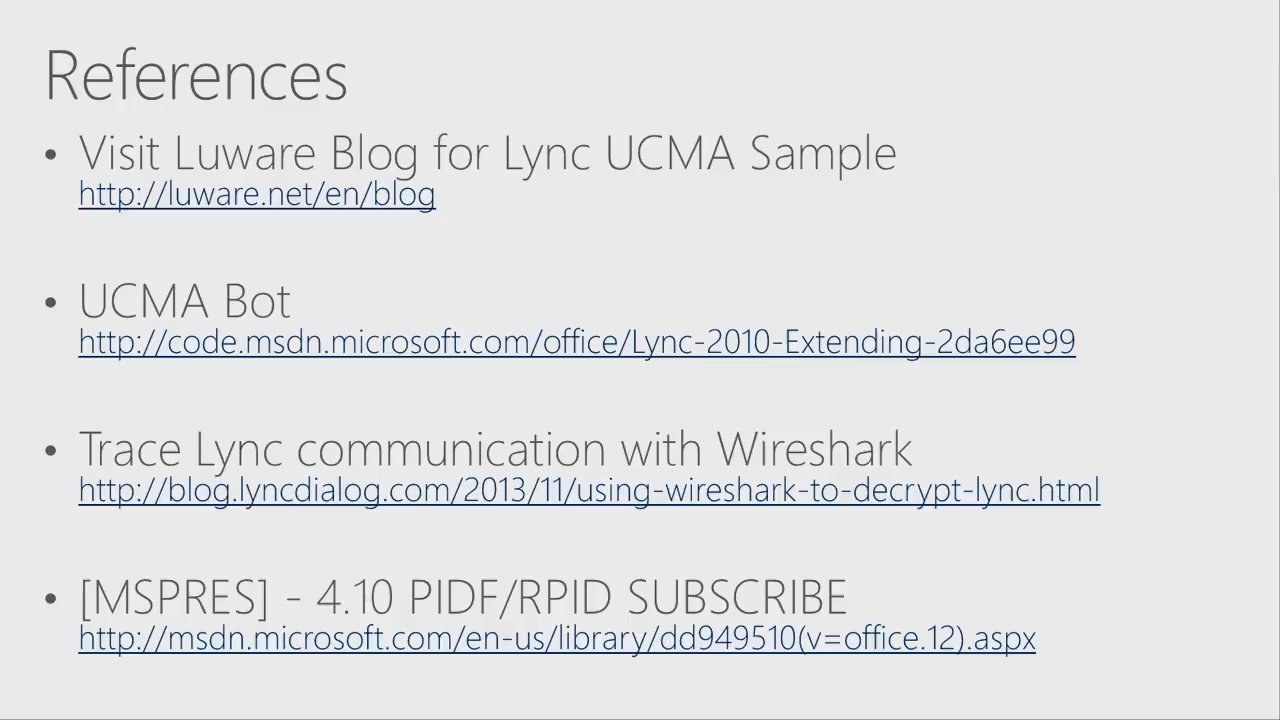 References
• Visit Luware Blog for Lync UCMA Sample
http://luware.net/en/blog
• UCMA Bot
http://code.msdn.microsoft.com/office/Lync-2010-Extending-2da6ee99
• Trace Lync communication with Wireshark
http://blog.lyncdialog.com/2013/11/using-wireshark-to-decrypt-lync.html
• [MSPRES] - 4.10 PIDF/RPID SUBSCRIBE
http://msdn.microsoft.com/en-us/library/dd949510(v=office.12).aspx